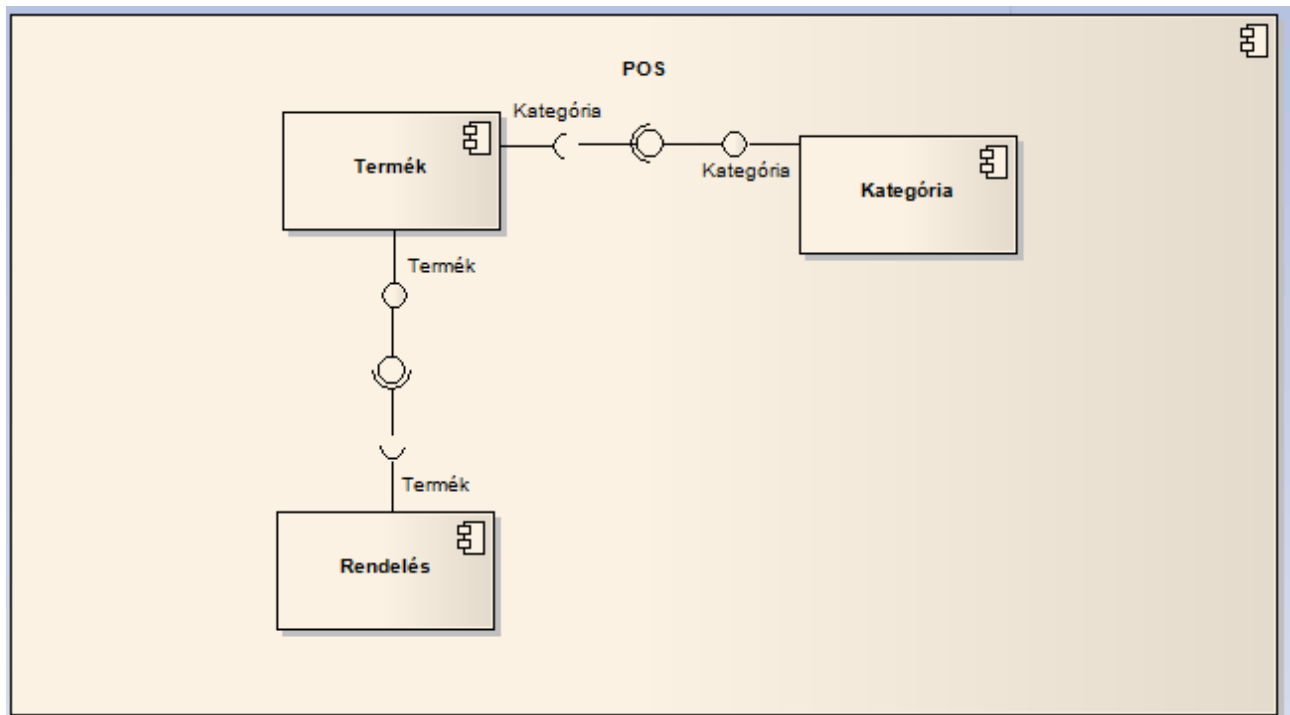 POS
Kategória
Termék
Kategória
Kategória
Termék
Termék
Rendelés